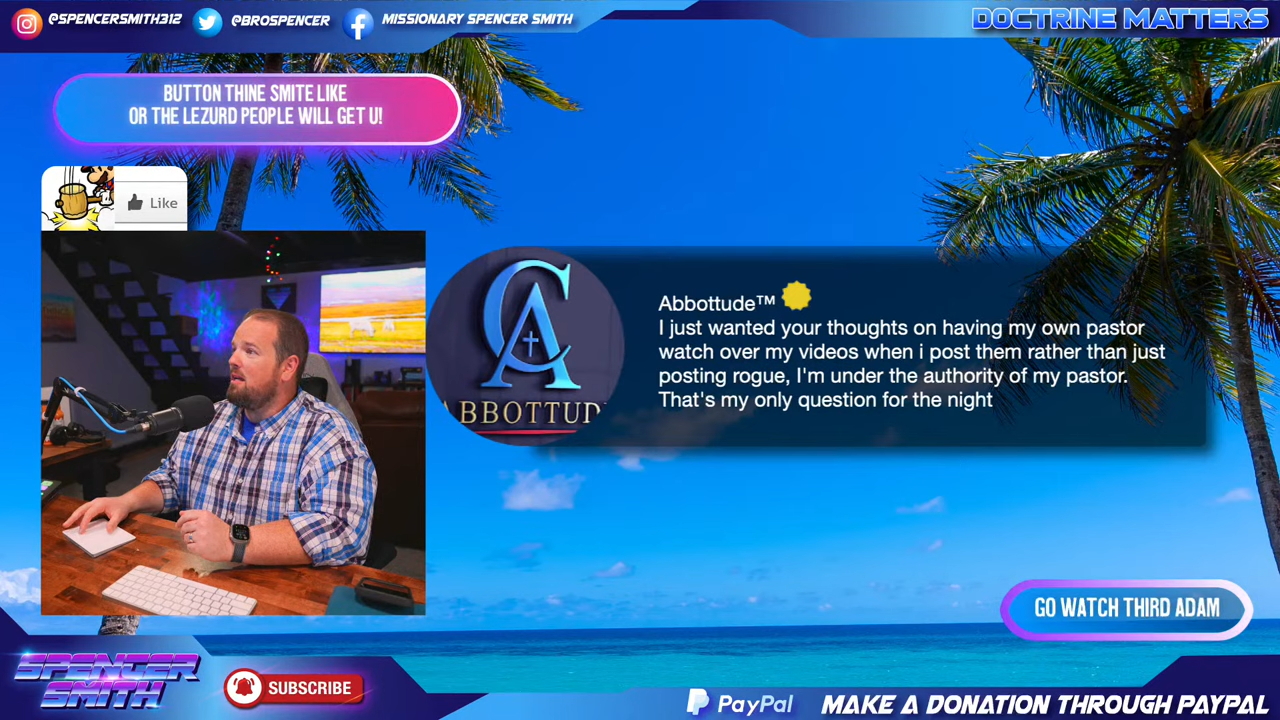 @SPENCERSMITH312
@BROSPENCER
MISSIONARY SPENCER SMITH
DOCTRINE MATTERS
BUTTON THINE SMITE LIKE
OR THE LEZURD PEOPLE WILL GET U!
Like
Abbottude™
I just wanted your thoughts on having my own pastor
watch over my videos when i post them rather than just
posting rogue, I'm under the authority of my pastor.
That's my only question for the night
CA
ABBOTTUD
GO WATCH THIRD ADAM
SPENCER
SMITH
SUBSCRIBE
PayPal
MAKE A DONATION THROUGH PAYPAL